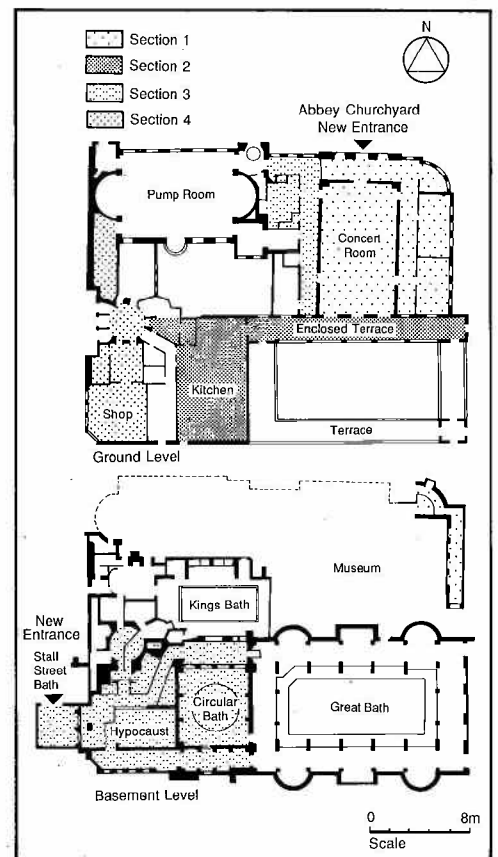 N
Section 1
Section 2
Section 3
Section 4
Abbey Churchyard
New Entrance
Pump Room
Concert
Room
Enclosed Terrace
Kitchen
Shop
Terrace
Ground Level
Museum
Kings Bath
New
Entrance
Stall
Street
Bath
Circular
Bath
Great Bath
Hypocaust
Basement Level
0
8m
Scale